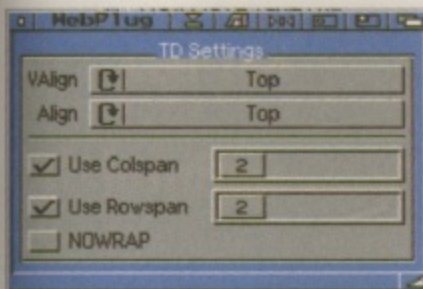 WebPlug
TD Settings
VAlign Top
Align Top
Use Colspan 2
Use Rowspan 2
NOWRAP